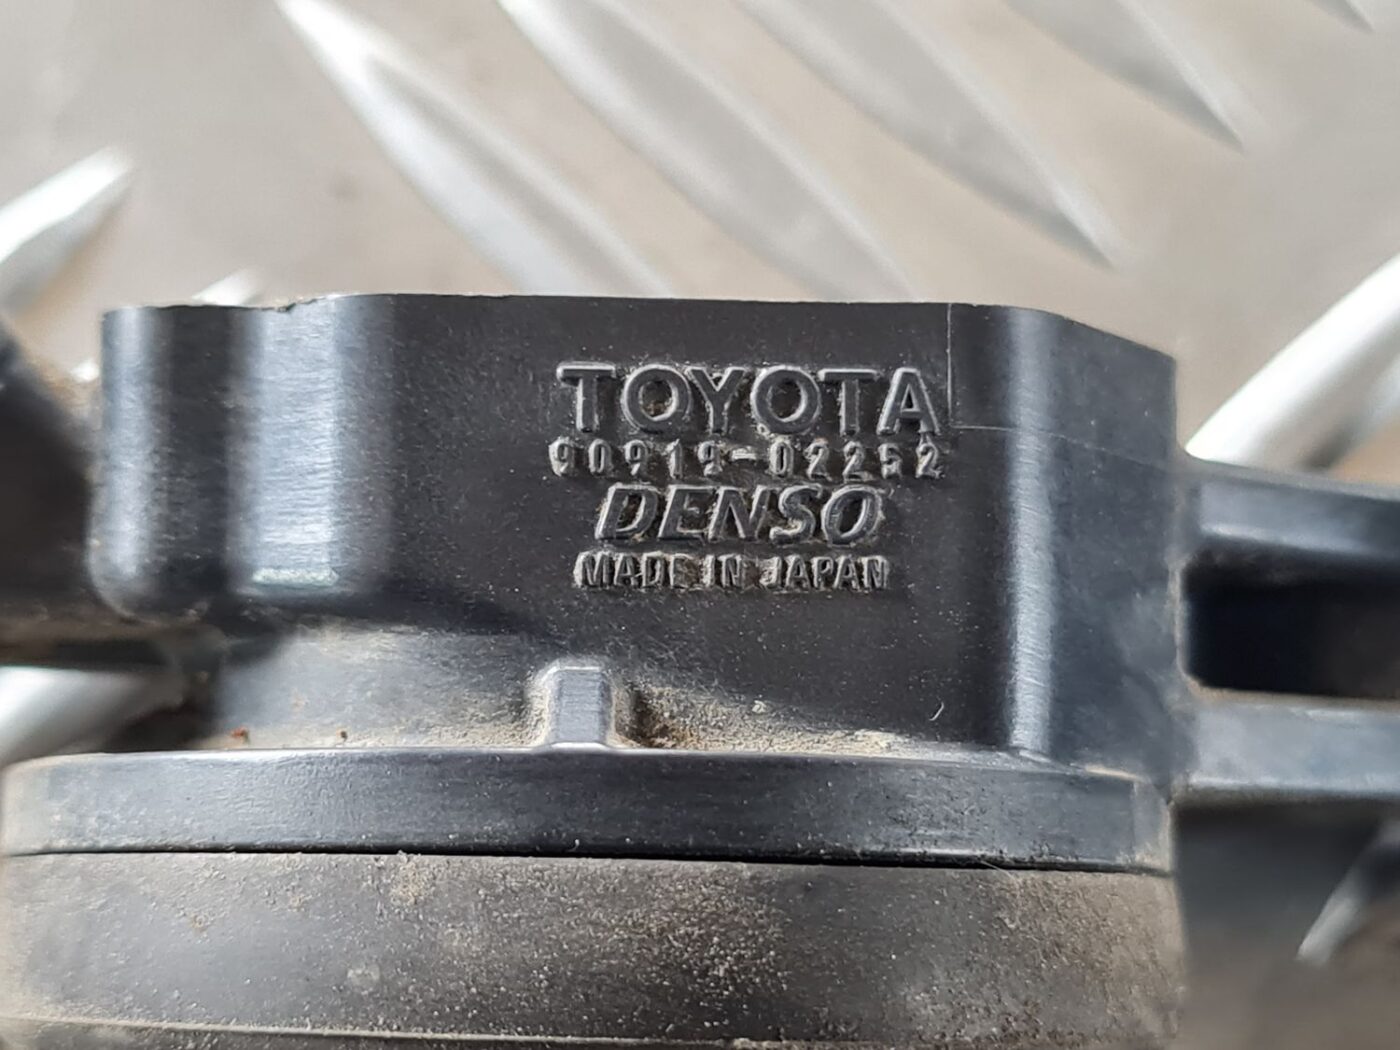 TOYOTA
90919-02252
DENSO
MADE IN JAPAN